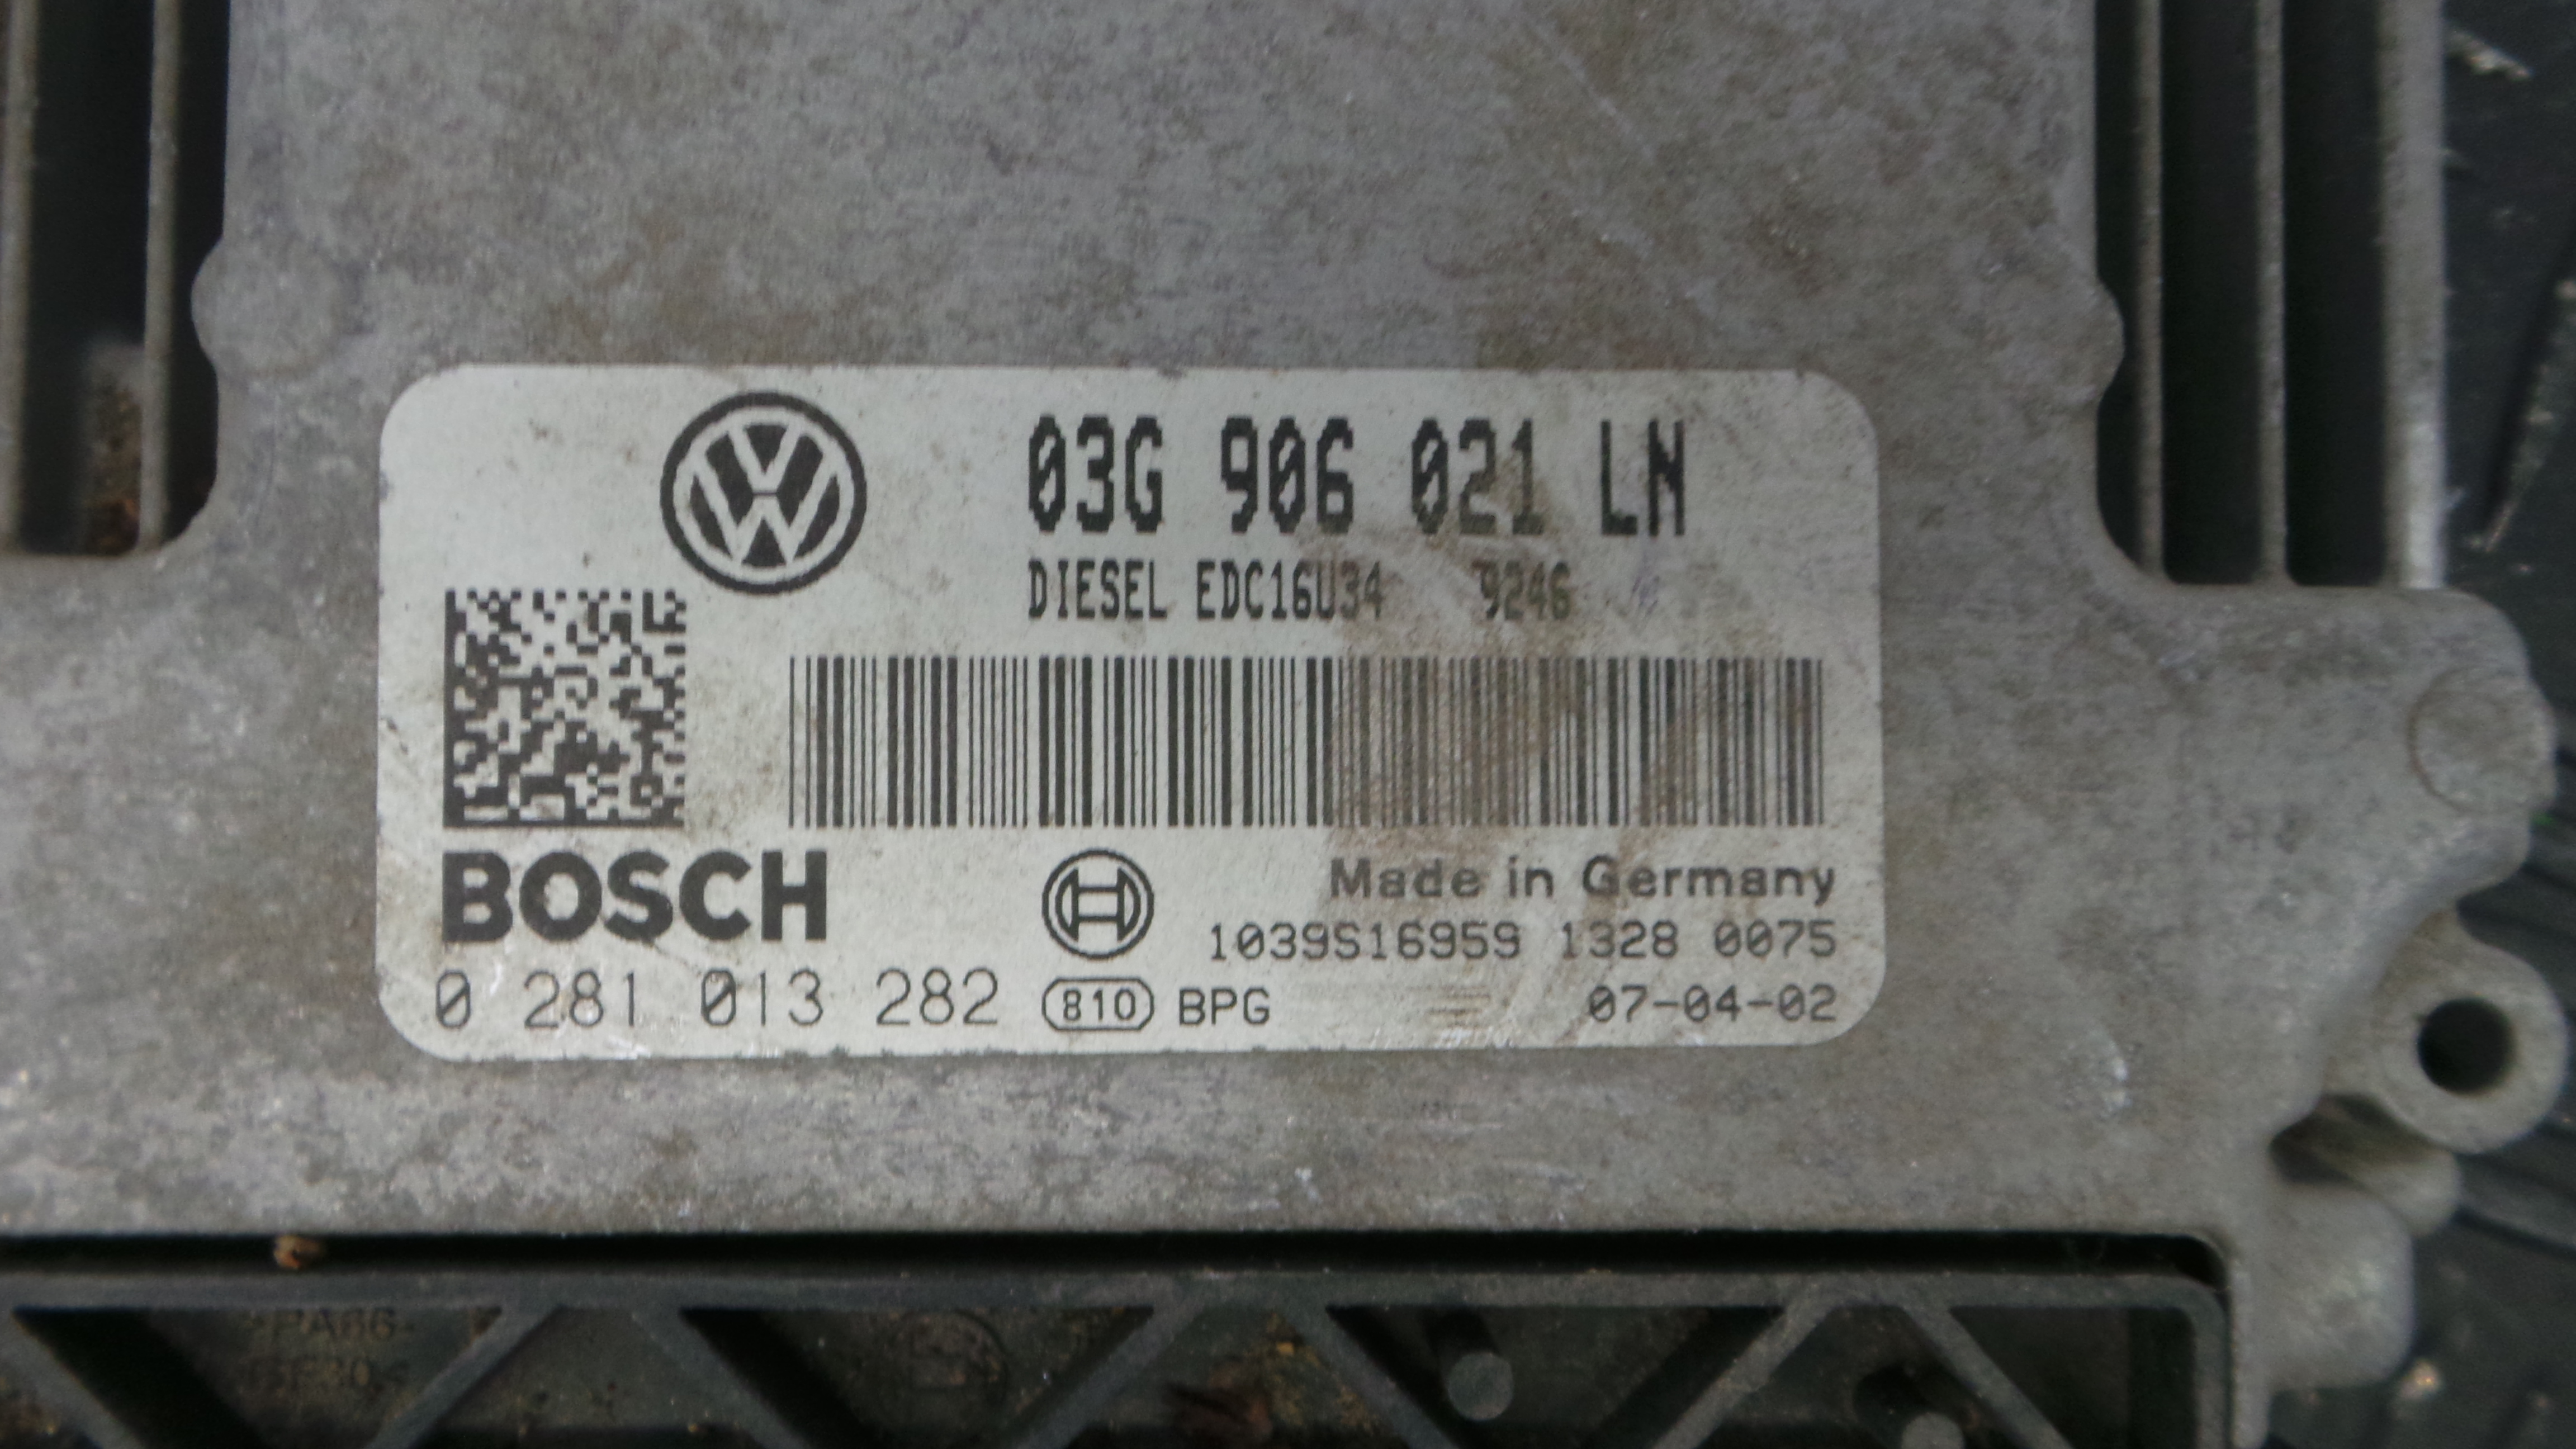 03G 906 021 LN
DIESEL EDC16U34 9246
BOSCH
Made in Germany
1039S16959 1328 0075
0 281 013 282 810 BPG 07-04-02
>PA66-